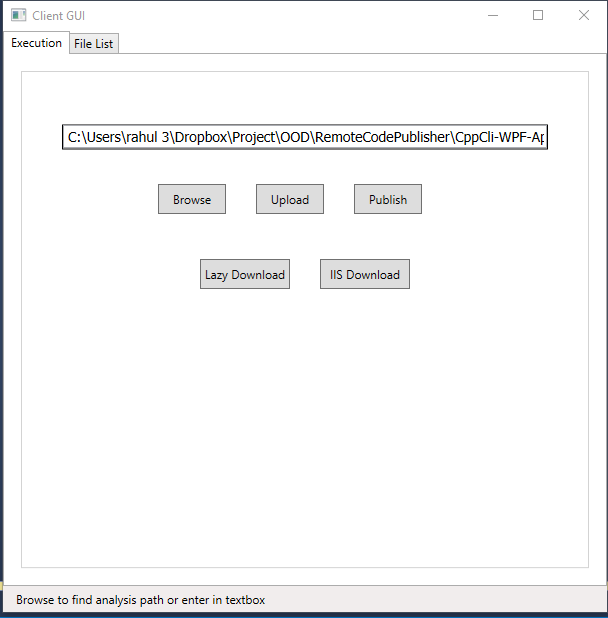 Client GUI
Execution File List
C:\Users\rahul 3\Dropbox\Project\OOD\RemoteCodePublisher\CppCli-WPF-Ap
Browse Upload Publish
Lazy Download IIS Download
Browse to find analysis path or enter in textbox